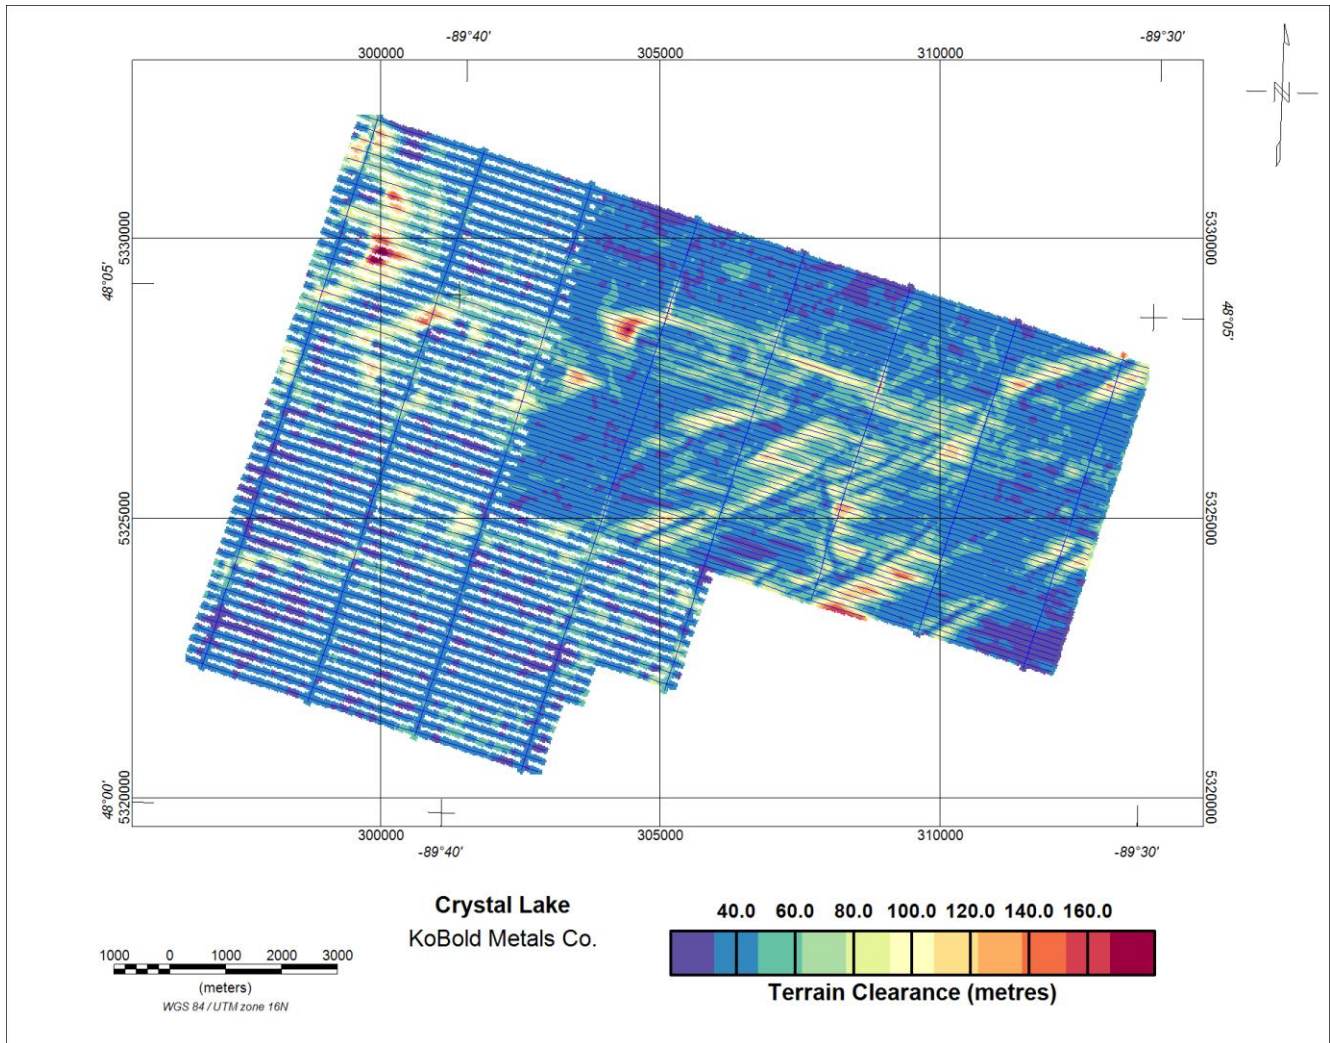 -89°40' -89°30'
300000 305000 310000
N
5330000 5330000
48°05' 48°05'
5325000 5325000
48°00' 5320000 5320000
300000 305000 310000
-89°40' -89°30'
Crystal Lake
KoBold Metals Co.
40.0 60.0 80.0 100.0 120.0 140.0 160.0
Terrain Clearance (metres)
1000 0 1000 2000 3000
(meters)
WGS 84 / UTM zone 16N